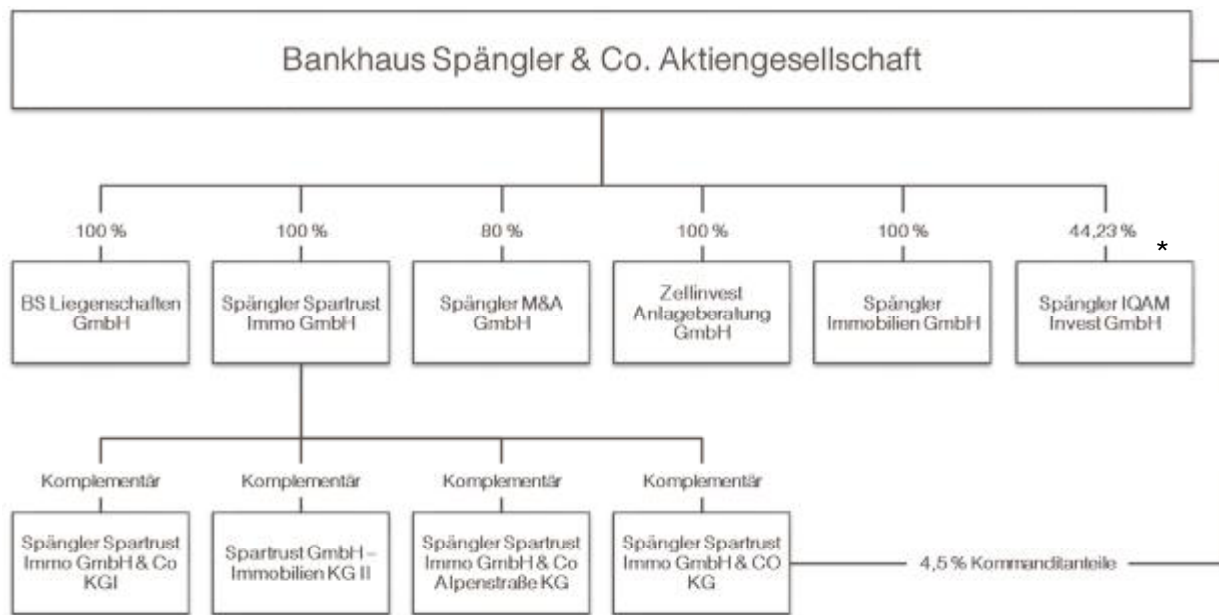 Bankhaus Spängler & Co. Aktiengesellschaft
100 %
100 %
80 %
100 %
100 %
44,23 %
*
BS Liegenschaften
GmbH
Spängler Spartrust
Immo GmbH
Spängler M&A
GmbH
Zellinvest
Anlageberatung
GmbH
Spängler
Immobilien GmbH
Spängler IQAM
Invest GmbH
Komplementär
Komplementär
Komplementär
Komplementär
Spängler Spartrust
Immo GmbH & Co
KGI
Spartrust GmbH –
Immobilien KG II
Spängler Spartrust
Immo GmbH & Co
Alpenstraße KG
Spängler Spartrust
Immo GmbH & CO
KG
4,5 % Kommanditanteile